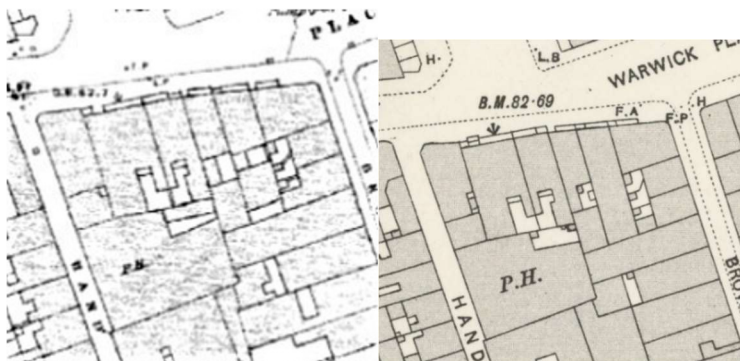 PLAC
T.P
L.P
B.M.82.7
P.H.
HAND
H.
L.B
WARWICK PL
B.M.82·69
F.A
F.P
H
P.H.
HAND
BRO